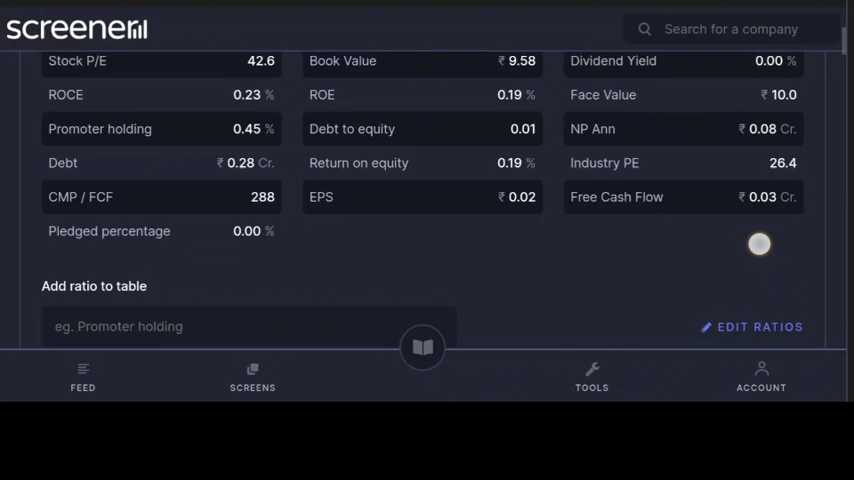 screener
Search for a company
Stock P/E 42.6 Book Value ₹ 9.58 Dividend Yield 0.00 %
ROCE 0.23 % ROE 0.19 % Face Value ₹ 10.0
Promoter holding 0.45 % Debt to equity 0.01 NP Ann ₹ 0.08 Cr.
Debt ₹ 0.28 Cr. Return on equity 0.19 % Industry PE 26.4
CMP / FCF 288 EPS ₹ 0.02 Free Cash Flow ₹ 0.03 Cr.
Pledged percentage 0.00 %
Add ratio to table
eg. Promoter holding
EDIT RATIOS
FEED SCREENS TOOLS ACCOUNT